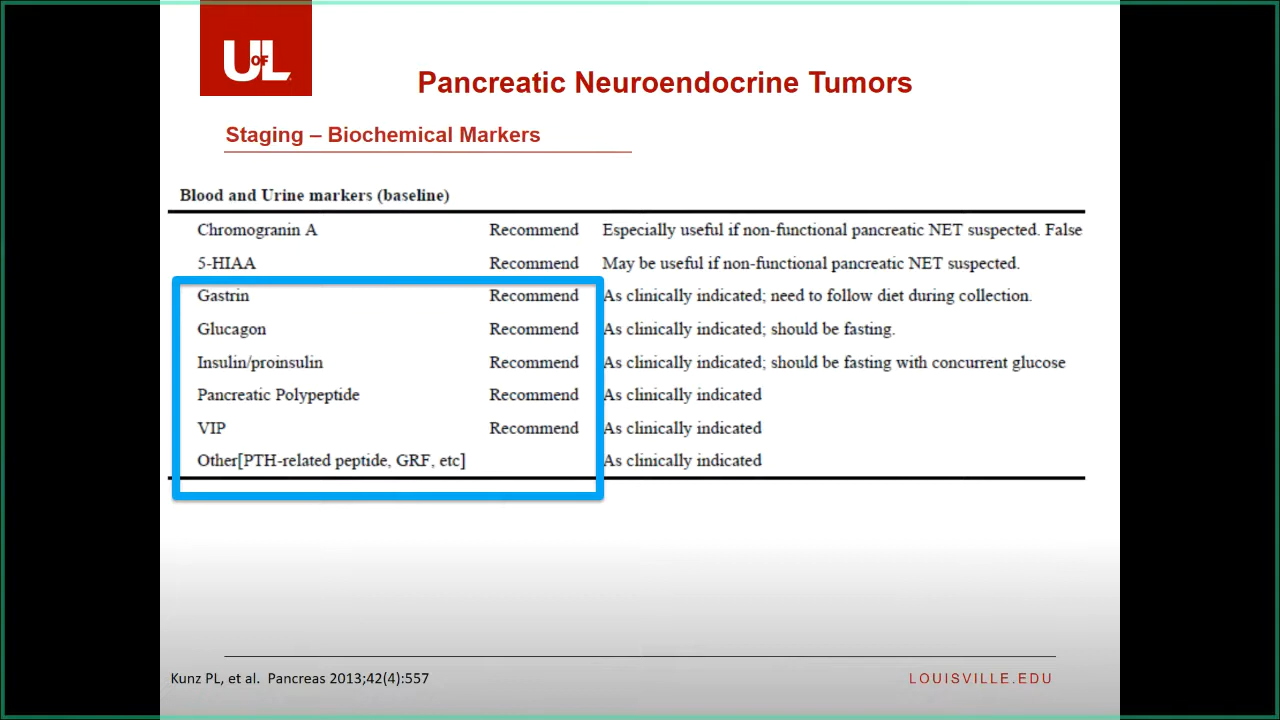 UofL
Pancreatic Neuroendocrine Tumors
Staging – Biochemical Markers
Blood and Urine markers (baseline)
Chromogranin A Recommend Especially useful if non-functional pancreatic NET suspected. False
5-HIAA Recommend May be useful if non-functional pancreatic NET suspected.
Gastrin Recommend As clinically indicated; need to follow diet during collection.
Glucagon Recommend As clinically indicated; should be fasting.
Insulin/proinsulin Recommend As clinically indicated; should be fasting with concurrent glucose
Pancreatic Polypeptide Recommend As clinically indicated
VIP Recommend As clinically indicated
Other[PTH-related peptide, GRF, etc] As clinically indicated
Kunz PL, et al. Pancreas 2013;42(4):557
LOUISVILLE.EDU